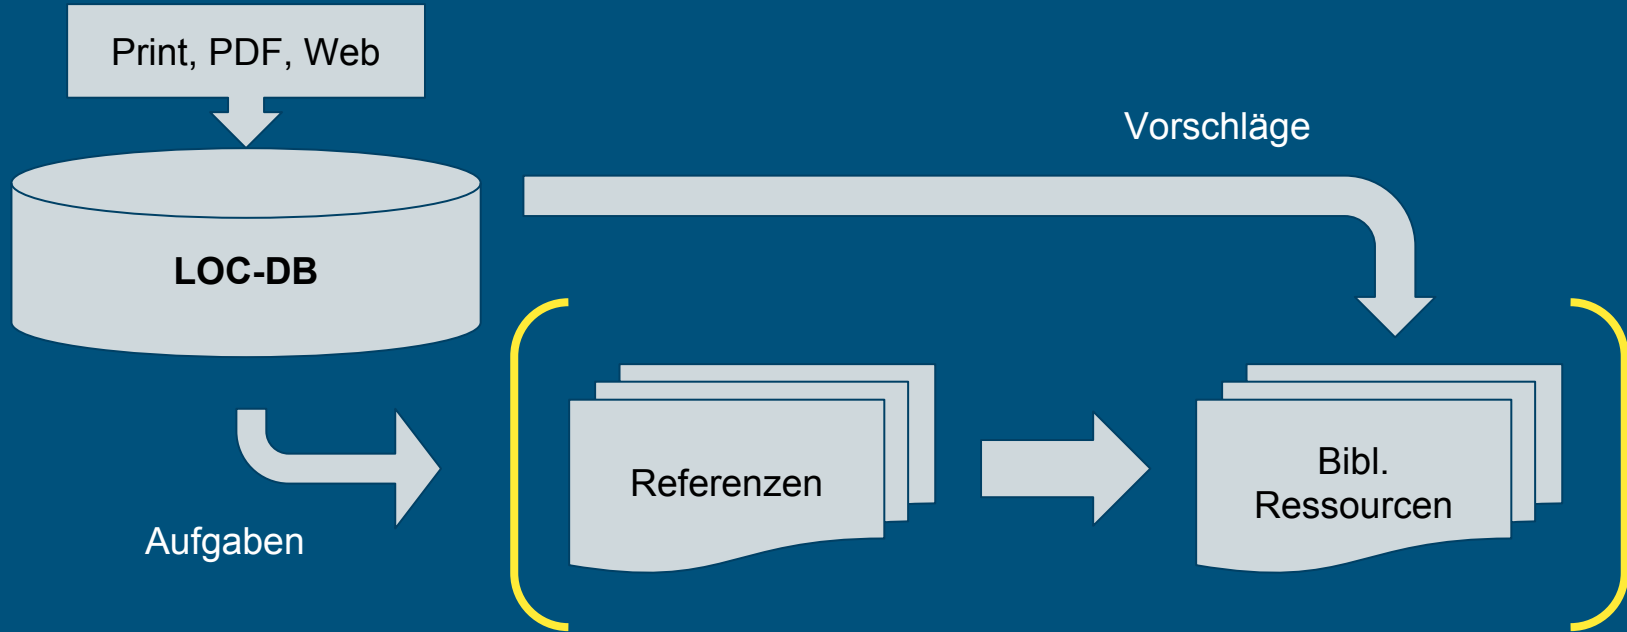 Print, PDF, Web
Vorschläge
LOC-DB
Referenzen
Bibl.
Ressourcen
Aufgaben